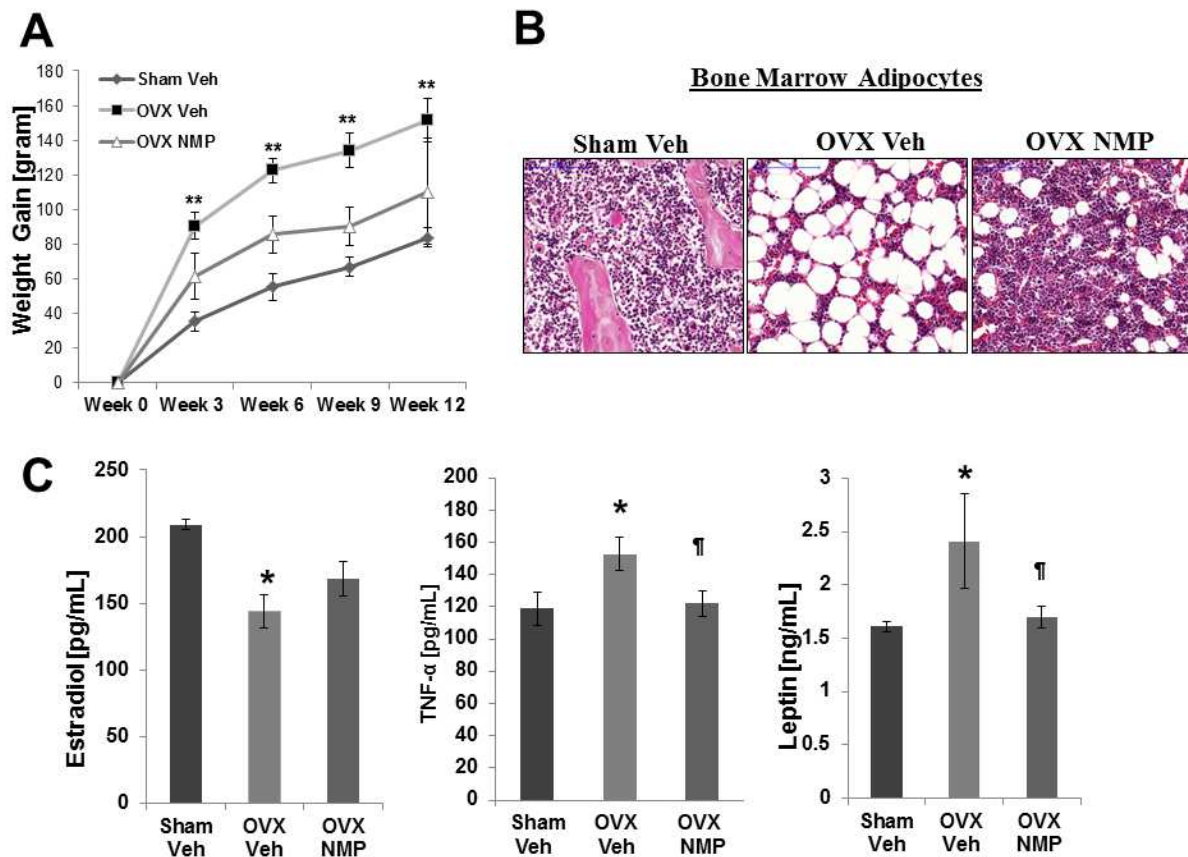 A
Sham Veh
OVX Veh
OVX NMP
Weight Gain [gram]
180
160
140
120
100
80
60
40
20
0
**
**
**
**
Week 0 Week 3 Week 6 Week 9 Week 12
B
Bone Marrow Adipocytes
Sham Veh OVX Veh OVX NMP
C
Estradiol [pg/mL]
250
200
150
100
50
0
*
Sham Veh
OVX Veh
OVX NMP
TNF-α [pg/mL]
200
180
160
140
120
100
80
60
40
20
0
*
¶
Sham Veh
OVX Veh
OVX NMP
Leptin [ng/mL]
3
2.5
2
1.5
1
0.5
0
*
¶
Sham Veh
OVX Veh
OVX NMP